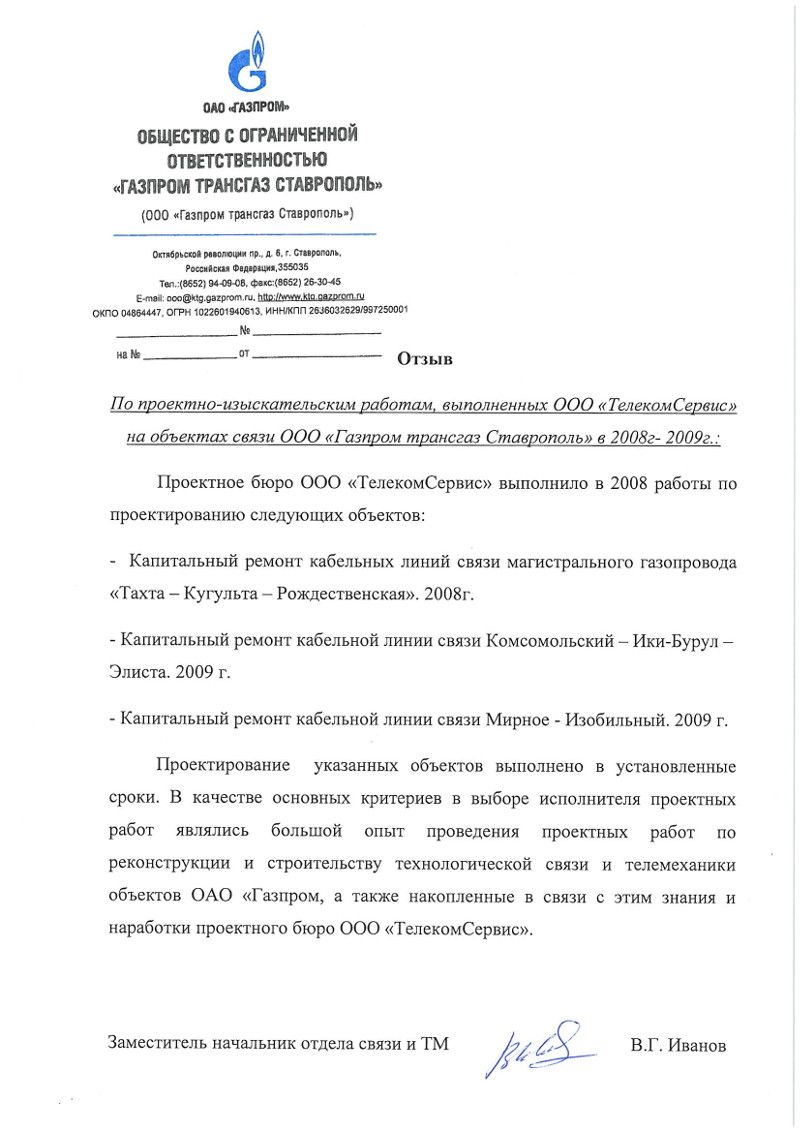 ОАО «ГАЗПРОМ»
ОБЩЕСТВО С ОГРАНИЧЕННОЙ
ОТВЕТСТВЕННОСТЬЮ
«ГАЗПРОМ ТРАНСГАЗ СТАВРОПОЛЬ»
(ООО «Газпром трансгаз Ставрополь»)
Октябрьской революции пр., д. 6, г. Ставрополь,
Российская Федерация,355035
Тел.:(8652) 94-09-08, факс:(8652) 26-30-45
E-mail: ooo@ktg.gazprom.ru, http://www.ktg.gazprom.ru
ОКПО 04864447, ОГРН 1022601940613, ИНН/КПП 2636032629/997250001
____________ № ____________
на № ____________ от ____________
Отзыв
По проектно-изыскательским работам, выполненных ООО «ТелекомСервис»
на объектах связи ООО «Газпром трансгаз Ставрополь» в 2008г- 2009г.:
Проектное бюро ООО «ТелекомСервис» выполнило в 2008 работы по
проектированию следующих объектов:
- Капитальный ремонт кабельных линий связи магистрального газопровода
«Тахта – Кугульта – Рождественская». 2008г.
- Капитальный ремонт кабельной линии связи Комсомольский – Ики-Бурул –
Элиста. 2009 г.
- Капитальный ремонт кабельной линии связи Мирное - Изобильный. 2009 г.
Проектирование указанных объектов выполнено в установленные
сроки. В качестве основных критериев в выборе исполнителя проектных
работ являлись большой опыт проведения проектных работ по
реконструкции и строительству технологической связи и телемеханики
объектов ОАО «Газпром, а также накопленные в связи с этим знания и
наработки проектного бюро ООО «ТелекомСервис».
Заместитель начальник отдела связи и ТМ В.Г. Иванов